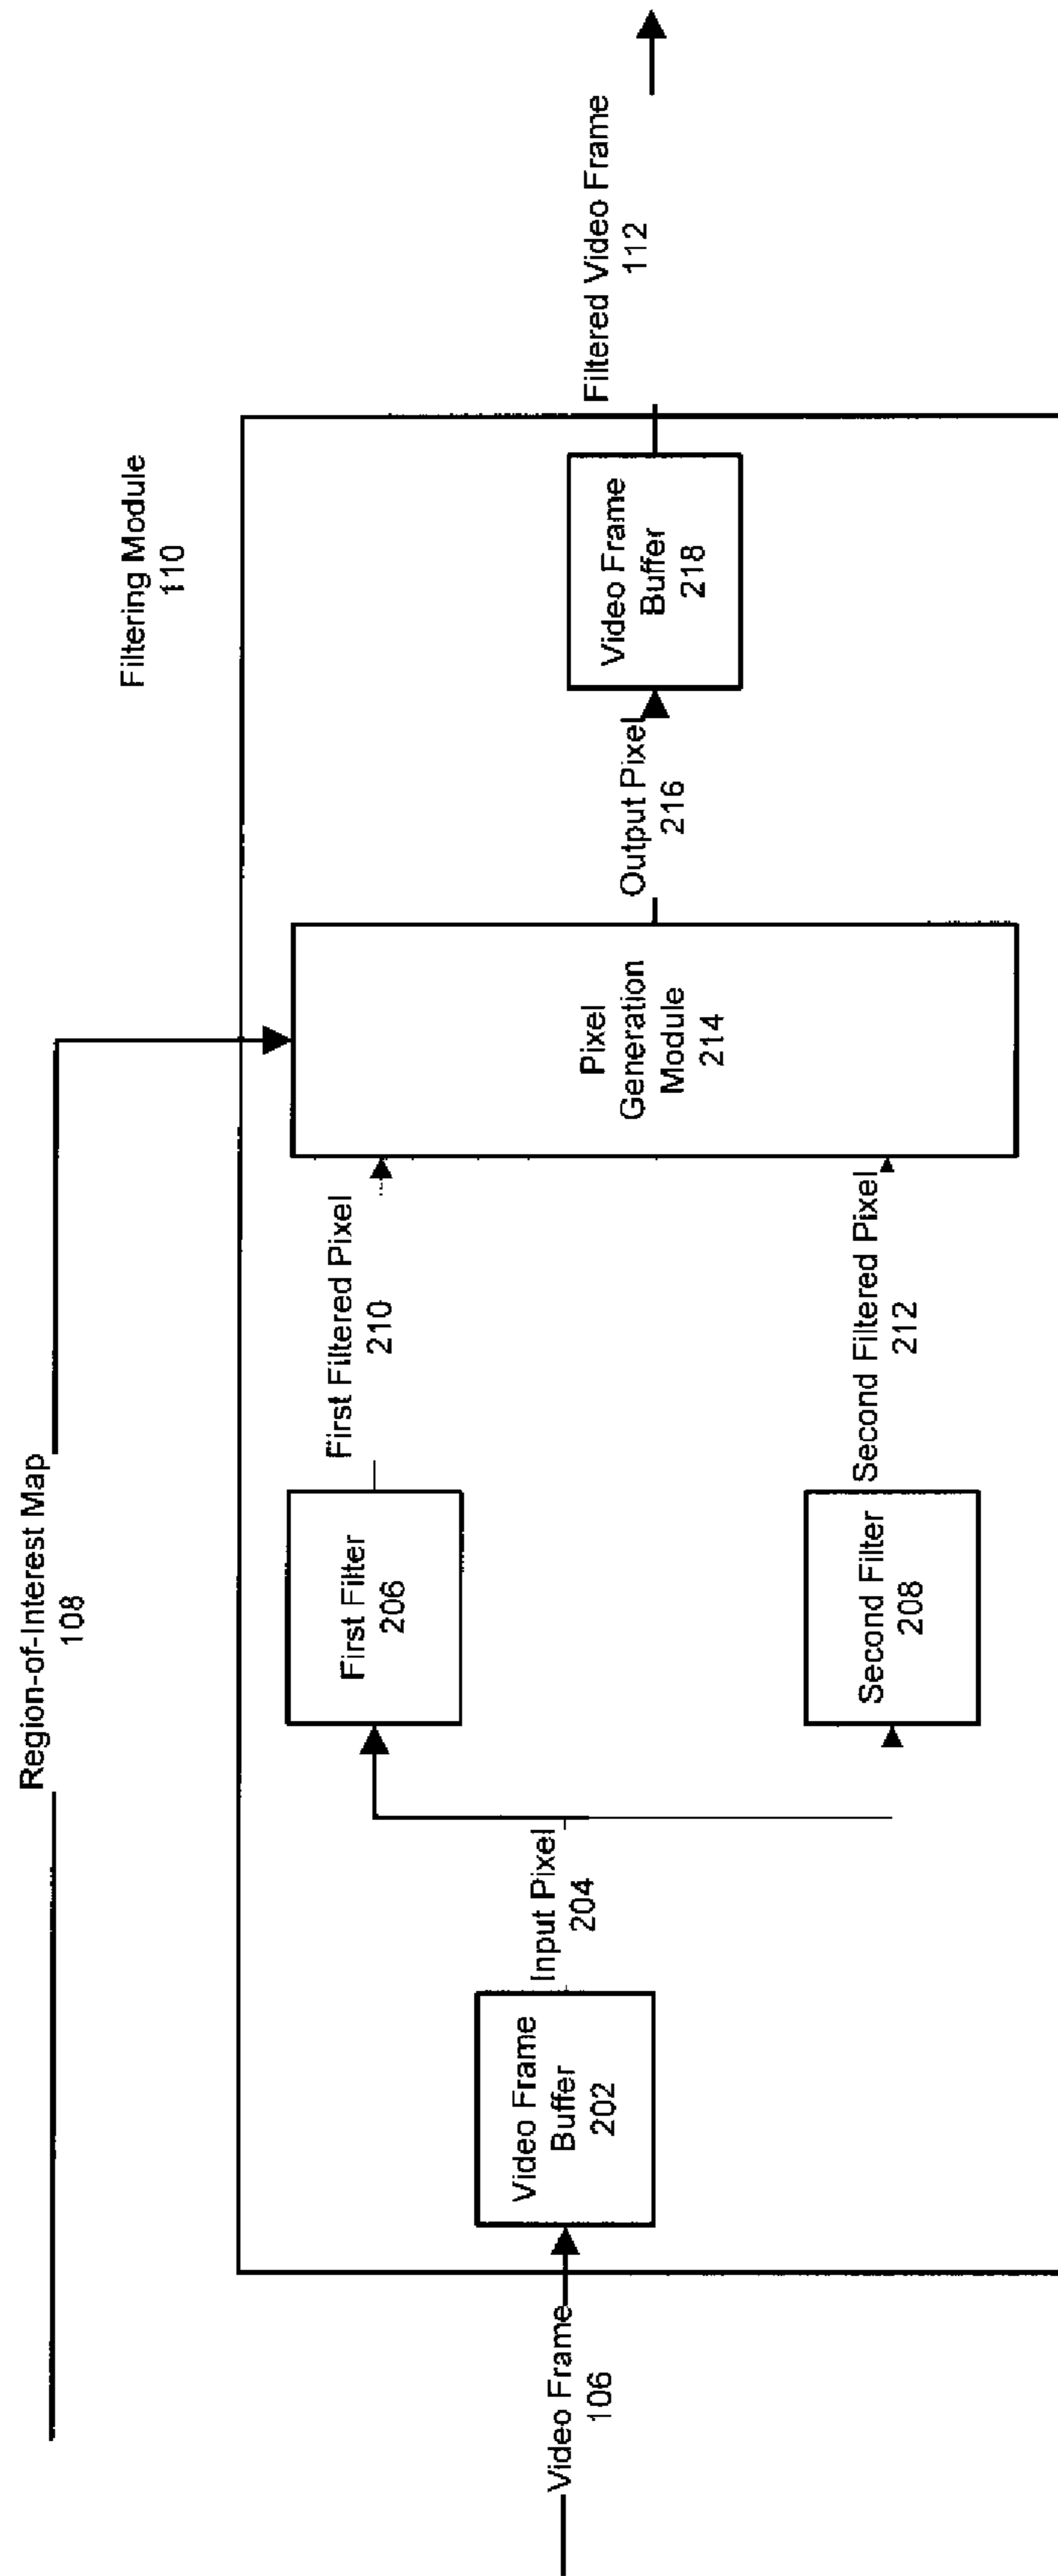 Region-of-Interest Map
108
Filtering Module
110
Video Frame
106
Video Frame
Buffer
202
Input Pixel
204
First Filter
206
Second Filter
208
First Filtered Pixel
210
Second Filtered Pixel
212
Pixel
Generation
Module
214
Output Pixel
216
Video Frame
Buffer
218
Filtered Video Frame
112